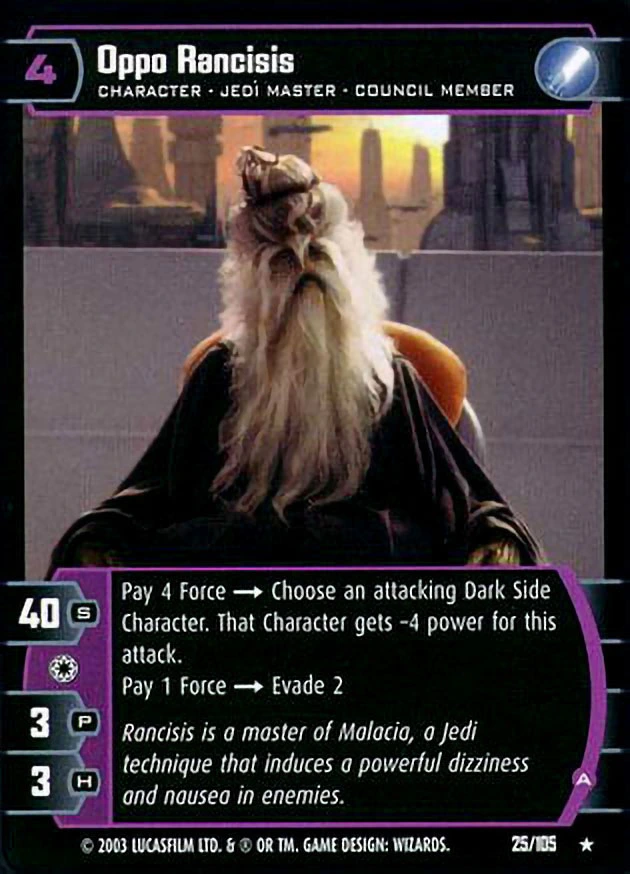 4
Oppo Rancisis
CHARACTER · JEDI MASTER · COUNCIL MEMBER
Pay 4 Force → Choose an attacking Dark Side
Character. That Character gets -4 power for this
attack.
Pay 1 Force → Evade 2
40 S
3 P
3 H
Rancisis is a master of Malacia, a Jedi
technique that induces a powerful dizziness
and nausea in enemies.
A
© 2003 LUCASFILM LTD. & ® OR TM. GAME DESIGN: WIZARDS. 25/105 ★